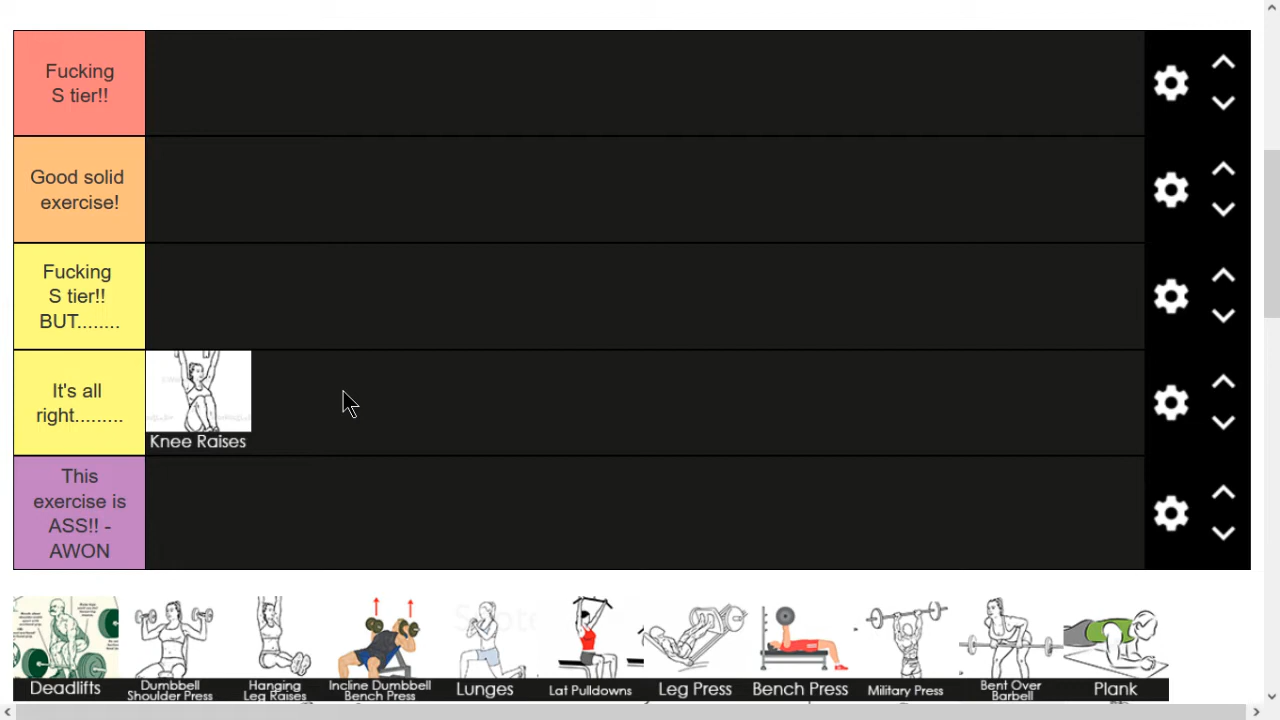 Fucking
S tier!!
Good solid
exercise!
Fucking
S tier!!
BUT........
It's all
right.........
Knee Raises
This
exercise is
ASS!! -
AWON
Deadlifts
Dumbbell
Shoulder Press
Hanging
Leg Raises
Incline Dumbbell
Bench Press
Lunges
Lat Pulldowns
Leg Press
Bench Press
Military Press
Bent Over
Barbell
Plank